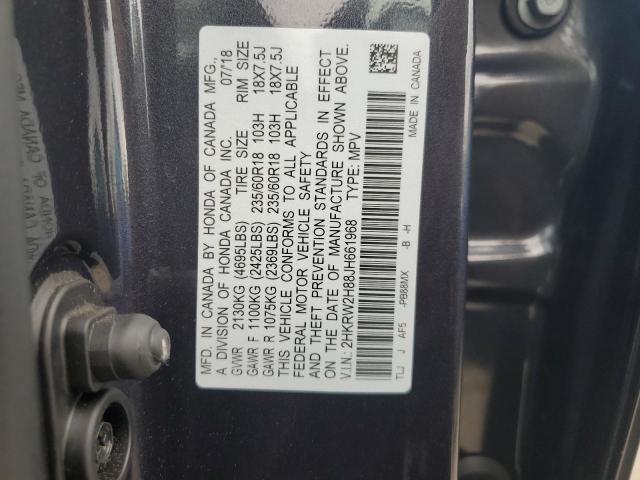 MFD. IN CANADA BY HONDA OF CANADA MFG.,
A DIVISION OF HONDA CANADA INC. 07/18
GVWR 2130KG (4695LBS) TIRE SIZE RIM SIZE
GAWR F 1100KG (2425LBS) 235/60R18 103H 18X7.5J
GAWR R 1075KG (2369LBS) 235/60R18 103H 18X7.5J
THIS VEHICLE CONFORMS TO ALL APPLICABLE
FEDERAL MOTOR VEHICLE SAFETY
AND THEFT PREVENTION STANDARDS IN EFFECT
ON THE DATE OF MANUFACTURE SHOWN ABOVE.
V.I.N.: 2HKRW2H88JH661968 TYPE: MPV
TLJ J AF5 -PB88MX -B -H
MADE IN CANADA